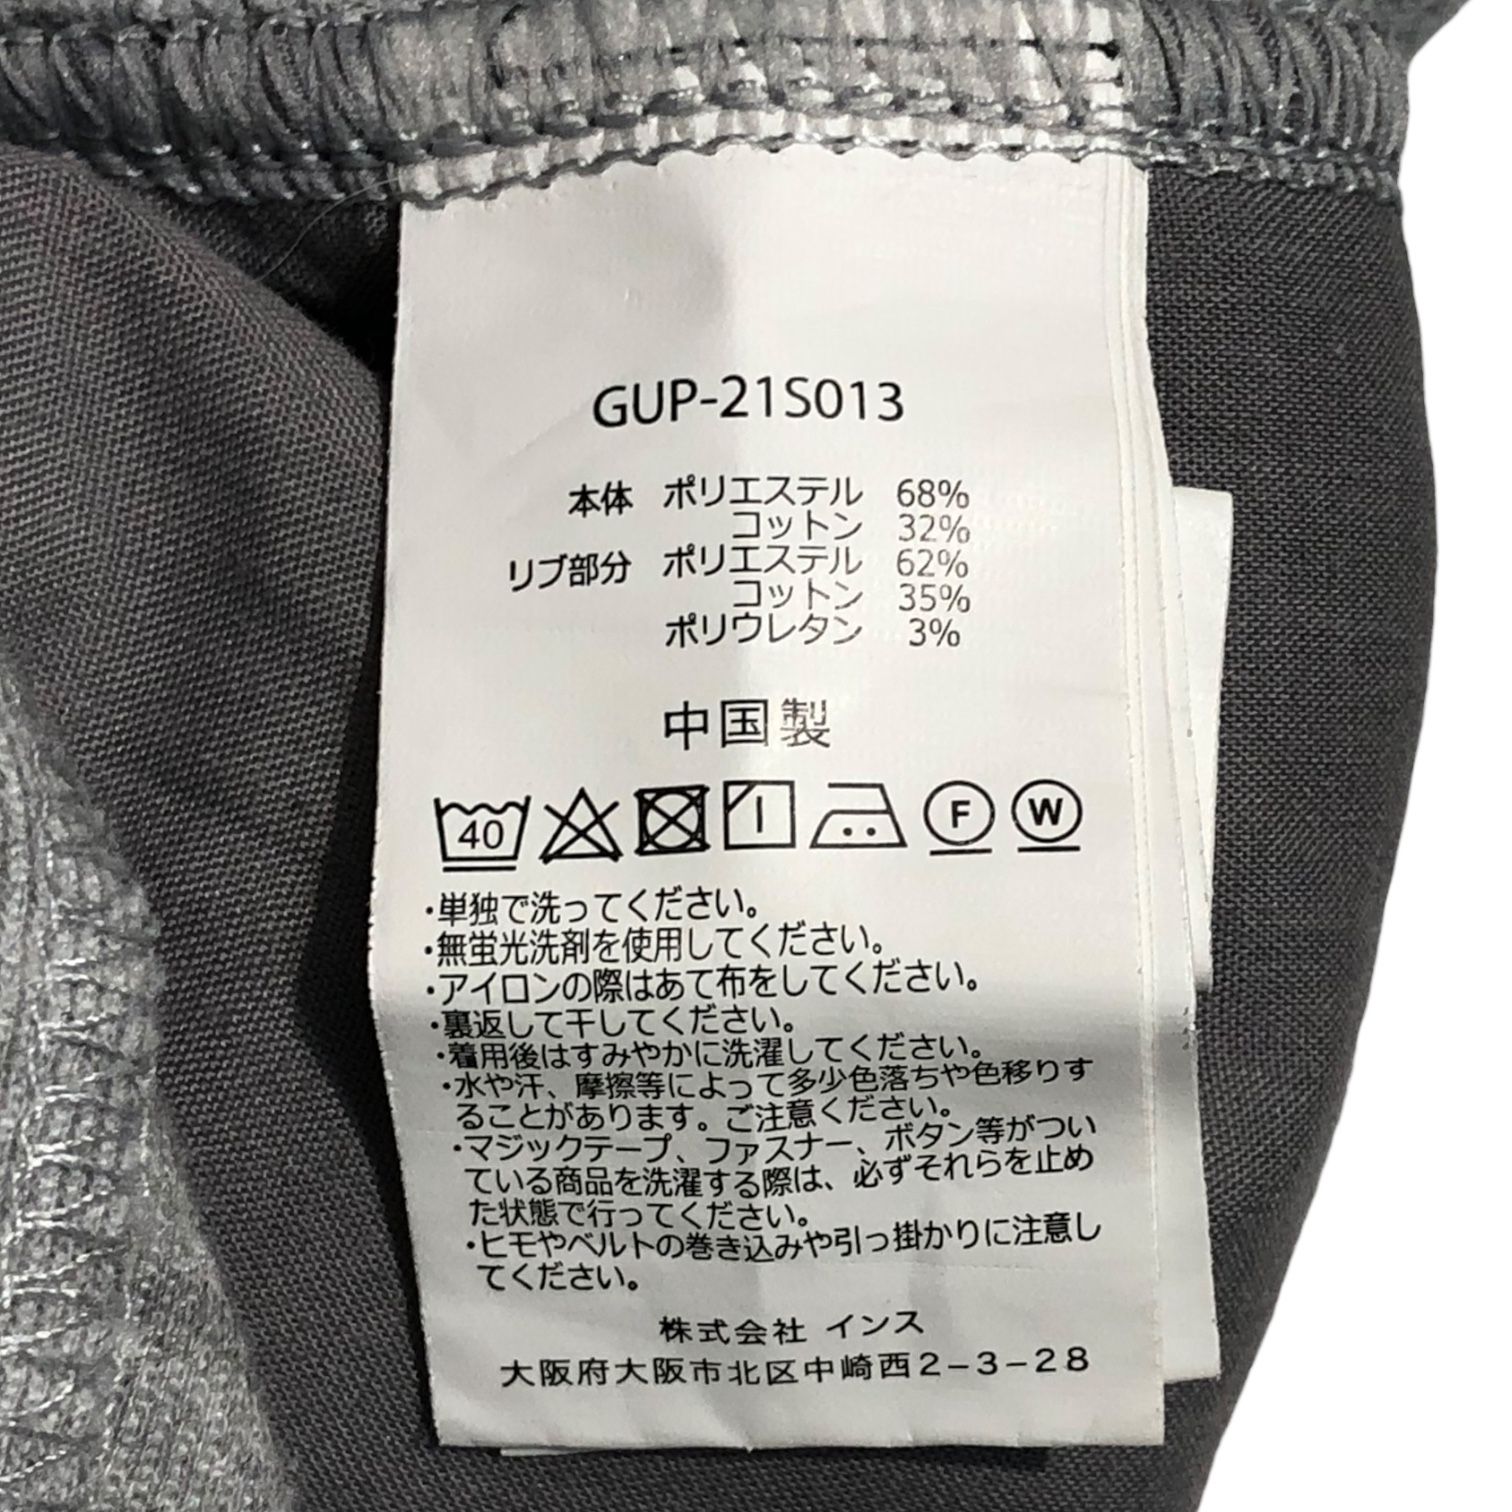 GUP-21S013
本体 ポリエステル 68%
コットン 32%
リブ部分 ポリエステル 62%
コットン 35%
ポリウレタン 3%
中国製
40 F W
・単独で洗ってください。
・無蛍光洗剤を使用してください。
・アイロンの際はあて布をしてください。
・裏返して干してください。
・着用後はすみやかに洗濯してください。
・水や汗、摩擦等によって多少色落ちや色移りす
ることがあります。ご注意ください。
・マジックテープ、ファスナー、ボタン等がつい
ている商品を洗濯する際は、必ずそれらを止め
た状態で行ってください。
・ヒモやベルトの巻き込みや引っ掛かりに注意し
てください。
株式会社 インス
大阪府大阪市北区中崎西2-3-28